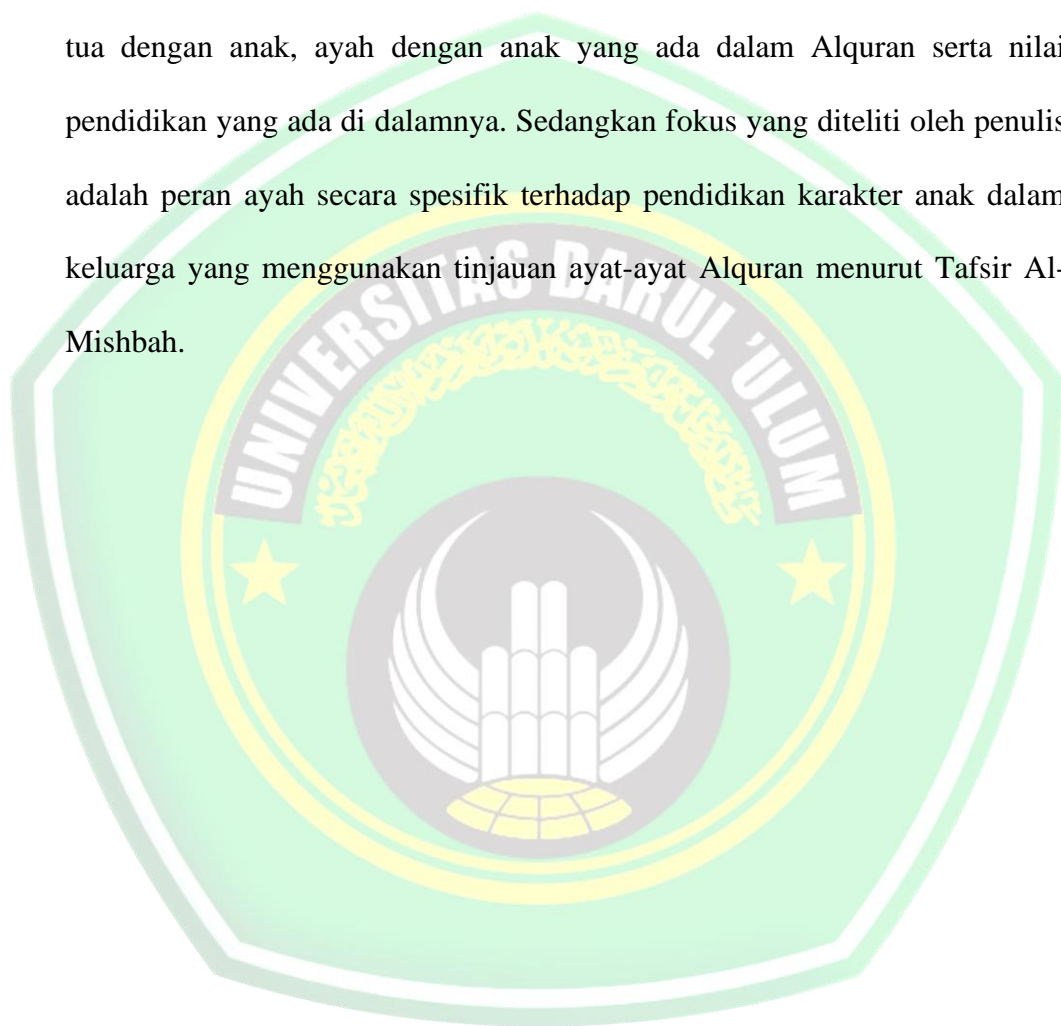 tua dengan anak, ayah dengan anak yang ada dalam Alquran serta nilai
pendidikan yang ada di dalamnya. Sedangkan fokus yang diteliti oleh penulis
adalah peran ayah secara spesifik terhadap pendidikan karakter anak dalam
keluarga yang menggunakan tinjauan ayat-ayat Alquran menurut Tafsir Al-
Mishbah.
UNIVERSITAS DARUL 'ULUM